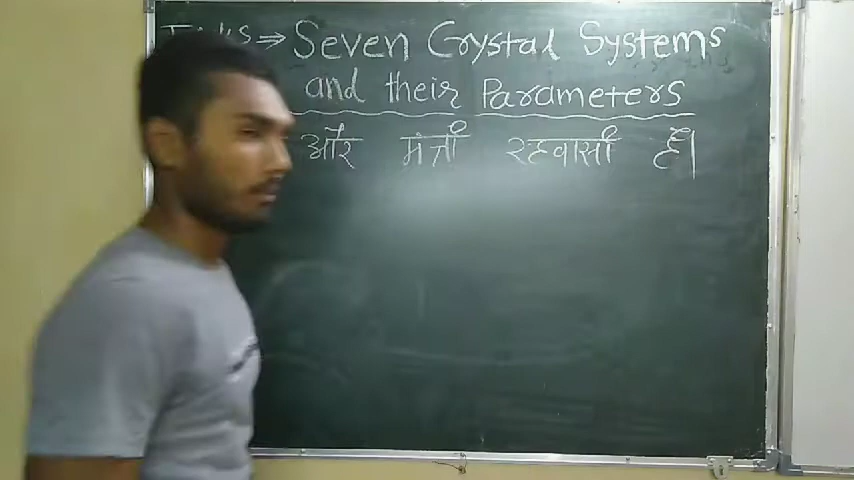 ⇒ Seven Crystal Systems
and their Parameters
और मंत्री रहवासी है।